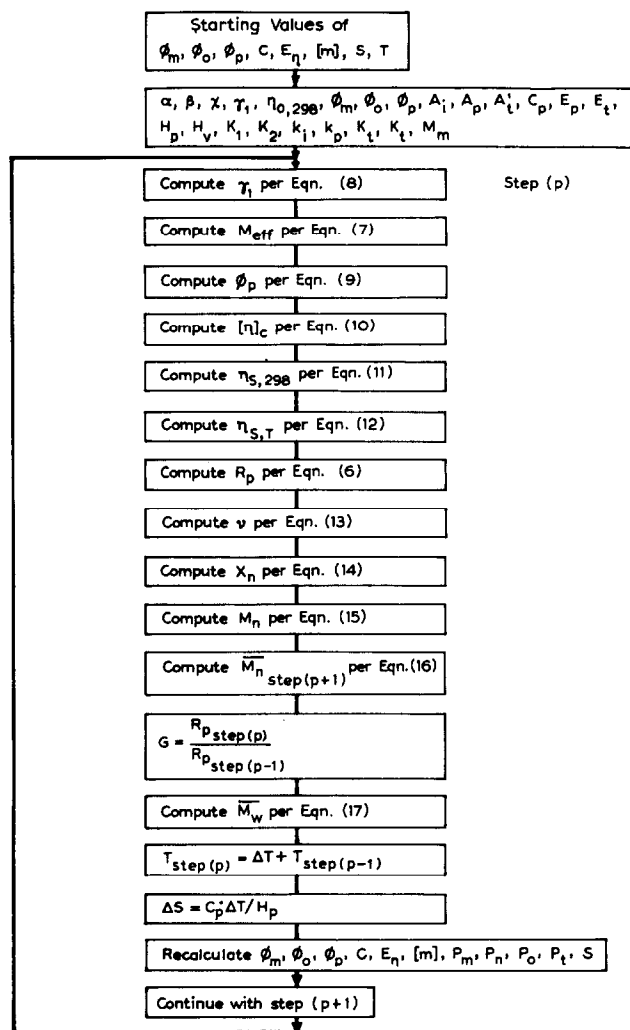 Starting Values of
ϕm, ϕo, ϕp, C, Eη, [m], S, T
α, β, χ, γ1, η0,298, ϕm, ϕo, ϕp, Ai, Ap, At', Cp, Ep, Et,
Hp, Hv, K1, K2, ki, kp, Kt, Kt, Mm
Compute γ1 per Eqn. (8)
Step (p)
Compute Meff per Eqn. (7)
Compute ϕp per Eqn. (9)
Compute [η]c per Eqn. (10)
Compute ηS,298 per Eqn. (11)
Compute ηS,T per Eqn. (12)
Compute Rp per Eqn. (6)
Compute ν per Eqn. (13)
Compute Xn per Eqn. (14)
Compute Mn per Eqn. (15)
Compute M̅n̅ step(p+1) per Eqn.(16)
G = Rp step(p) / Rp step(p-1)
Compute M̅w̅ per Eqn. (17)
Tstep(p) = ΔT + Tstep(p-1)
ΔS = Cp·ΔT/Hp
Recalculate ϕm, ϕo, ϕp, C, Eη, [m], Pm, Pn, Po, Pt, S
Continue with step (p+1)